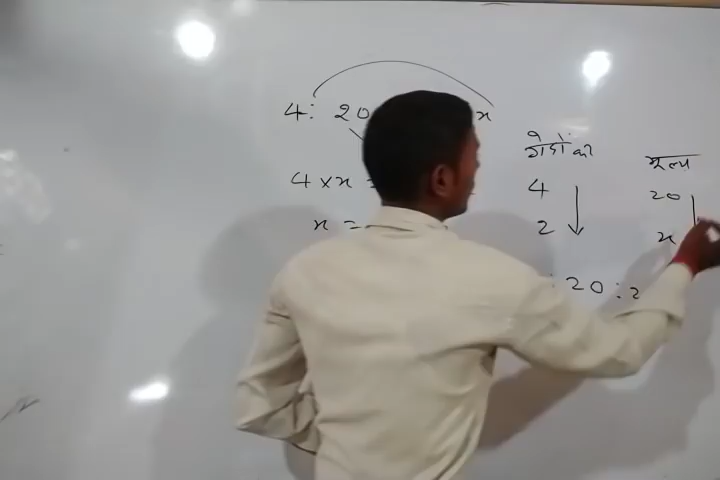 4: 20 x
4 × x =
x =
मूल्य
4 20
2 x
: 20 : 2